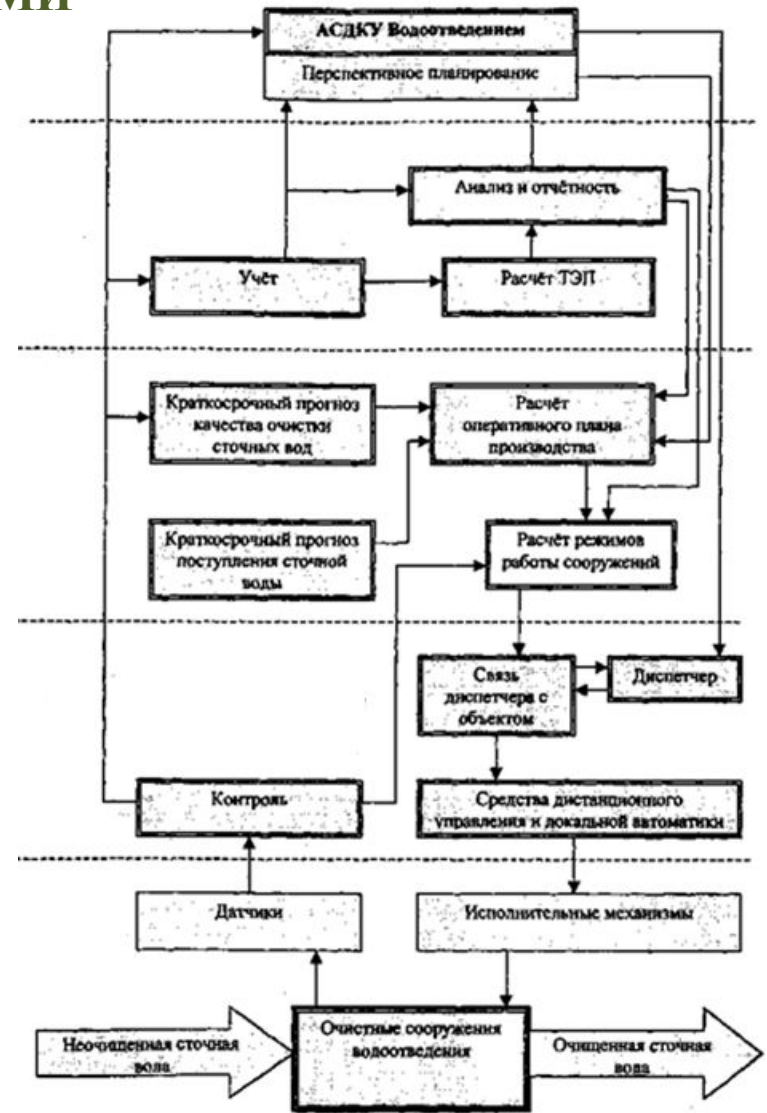 ми
АСДКУ Водоотведением
Перспективное планирование
Анализ и отчётность
Учёт
Расчёт ТЭП
Краткосрочный прогноз
качества очистки
сточных вод
Расчёт
оперативного плана
производства
Краткосрочный прогноз
поступления сточной
воды
Расчёт режимов
работы сооружений
Связь
диспетчера с
объектом
Диспетчер
Контроль
Средства дистанционного
управления и локальной автоматики
Датчики
Исполнительные механизмы
Неочищенная сточная
вода
Очистные сооружения
водоотведения
Очищенная сточная
вода